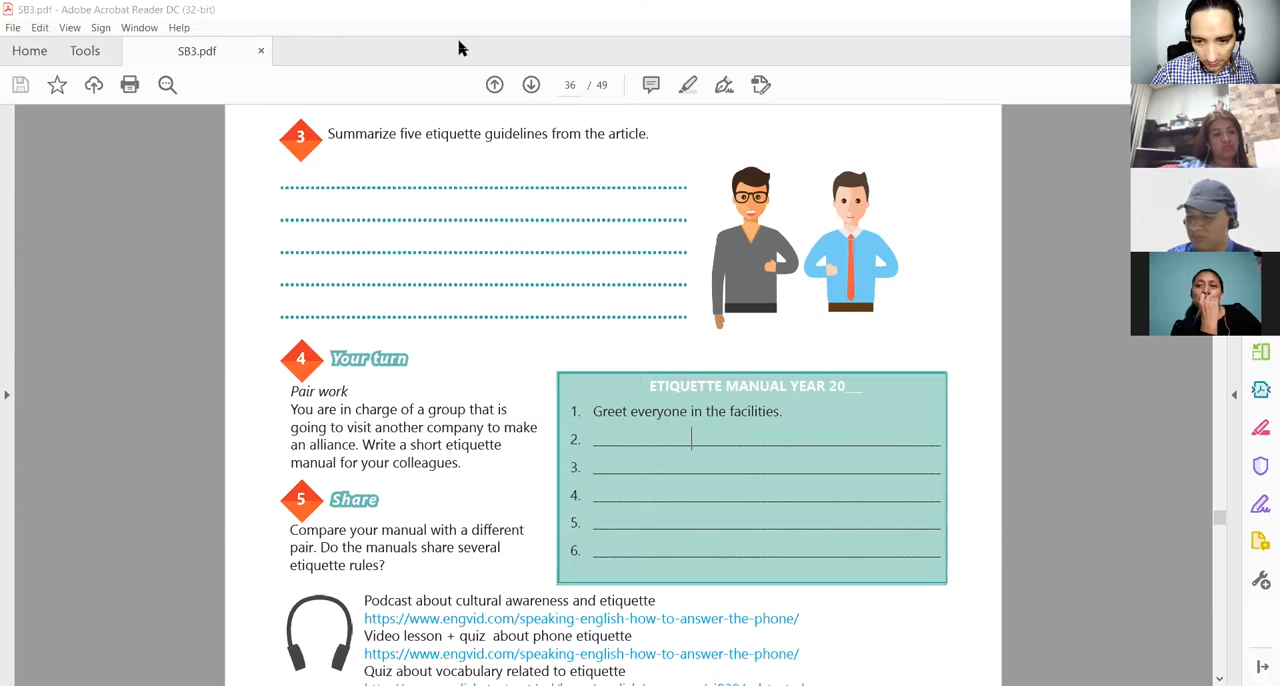 SB3.pdf - Adobe Acrobat Reader DC (32-bit)
File Edit View Sign Window Help
Home Tools SB3.pdf ×
36 / 49
3 Summarize five etiquette guidelines from the article.
4 Your turn
Pair work
You are in charge of a group that is
going to visit another company to make
an alliance. Write a short etiquette
manual for your colleagues.
5 Share
Compare your manual with a different
pair. Do the manuals share several
etiquette rules?
ETIQUETTE MANUAL YEAR 20__
1. Greet everyone in the facilities.
2.
3.
4.
5.
6.
Podcast about cultural awareness and etiquette
https://www.engvid.com/speaking-english-how-to-answer-the-phone/
Video lesson + quiz about phone etiquette
https://www.engvid.com/speaking-english-how-to-answer-the-phone/
Quiz about vocabulary related to etiquette